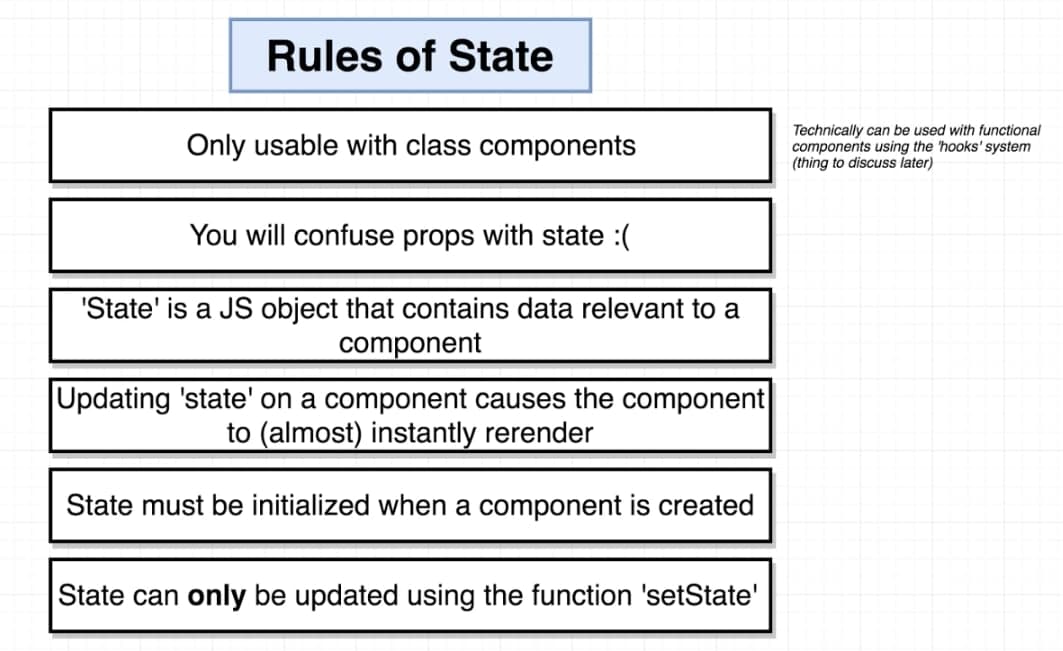 Rules of State
Only usable with class components
Technically can be used with functional
components using the 'hooks' system
(thing to discuss later)
You will confuse props with state :(
'State' is a JS object that contains data relevant to a
component
Updating 'state' on a component causes the component
to (almost) instantly rerender
State must be initialized when a component is created
State can only be updated using the function 'setState'